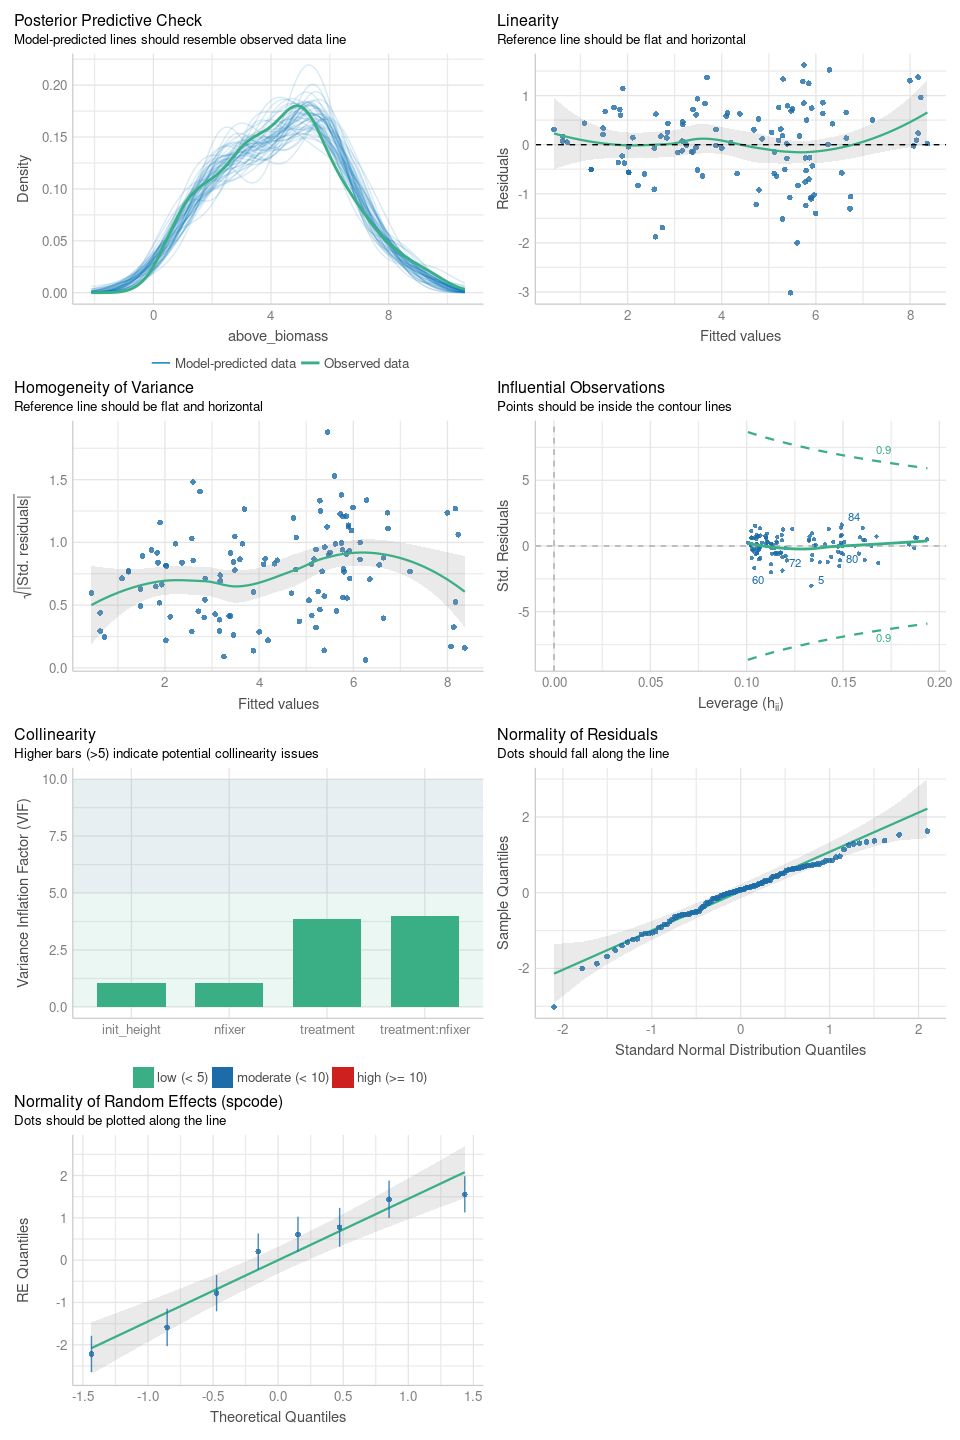 Posterior Predictive Check
Model-predicted lines should resemble observed data line
Density
0.20
0.15
0.10
0.05
0.00
0 4 8
above_biomass
Model-predicted data Observed data
Linearity
Reference line should be flat and horizontal
Residuals
1
0
-1
-2
-3
2 4 6 8
Fitted values
Homogeneity of Variance
Reference line should be flat and horizontal
√|Std. residuals|
1.5
1.0
0.5
0.0
2 4 6 8
Fitted values
Influential Observations
Points should be inside the contour lines
Std. Residuals
5
0
-5
0.9
84
72
80
60
5
0.9
0.00 0.05 0.10 0.15 0.20
Leverage (hii)
Collinearity
Higher bars (>5) indicate potential collinearity issues
Variance Inflation Factor (VIF)
10.0
7.5
5.0
2.5
0.0
init_height nfixer treatment treatment:nfixer
low (< 5) moderate (< 10) high (>= 10)
Normality of Residuals
Dots should fall along the line
Sample Quantiles
2
0
-2
-2 -1 0 1 2
Standard Normal Distribution Quantiles
Normality of Random Effects (spcode)
Dots should be plotted along the line
RE Quantiles
2
1
0
-1
-2
-1.5 -1.0 -0.5 0.0 0.5 1.0 1.5
Theoretical Quantiles